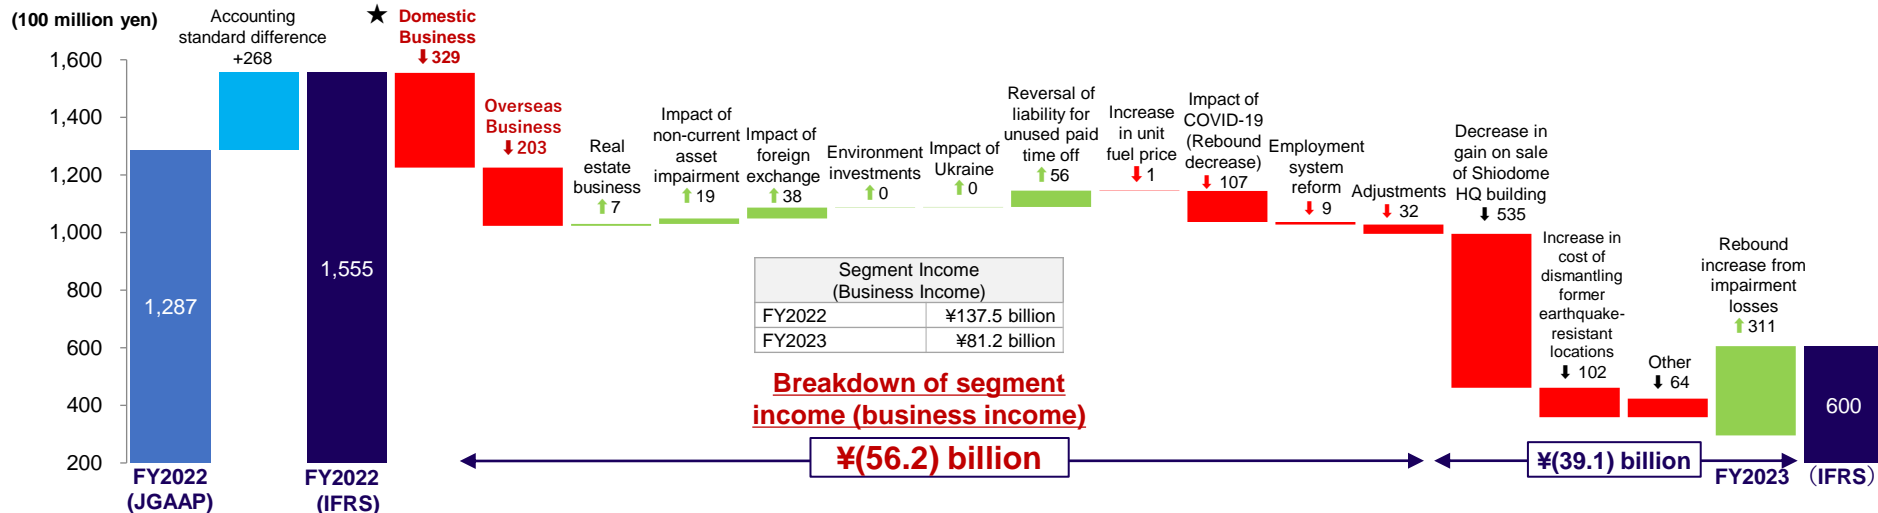 (100 million yen)
Accounting
standard difference
+268
★ Domestic
Business
⬇329
Overseas
Business
⬇203
Real
estate
business
⬆7
Impact of
non-current
asset
impairment
⬆19
Impact of
foreign
exchange
⬆38
Environment
investments
⬆0
Impact of
Ukraine
⬆0
Reversal of
liability for
unused paid
time off
⬆56
Increase
in unit
fuel price
⬇1
Impact of
COVID-19
(Rebound
decrease)
⬇107
Employment
system
reform
⬇9
Adjustments
⬇32
Decrease in
gain on sale
of Shiodome
HQ building
⬇535
Increase in
cost of
dismantling
former
earthquake-
resistant
locations
⬇102
Other
⬇64
Rebound
increase from
impairment
losses
⬆311
1,600
1,400
1,200
1,000
800
600
400
200
1,287
1,555
600
Segment Income
(Business Income)
FY2022 ¥137.5 billion
FY2023 ¥81.2 billion
Breakdown of segment
income (business income)
¥(56.2) billion
¥(39.1) billion
FY2022
(JGAAP)
FY2022
(IFRS)
FY2023 （IFRS）